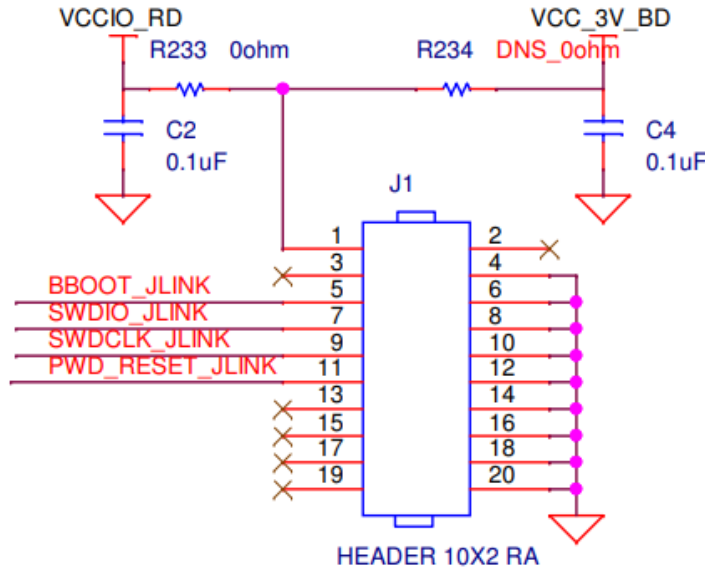 VCCIO_RD VCC_3V_BD
R233 0ohm R234 DNS_0ohm
C2 C4
0.1uF 0.1uF
J1
1 2
3 4
BBOOT_JLINK 5 6
SWDIO_JLINK 7 8
SWDCLK_JLINK 9 10
PWD_RESET_JLINK 11 12
13 14
15 16
17 18
19 20
HEADER 10X2 RA